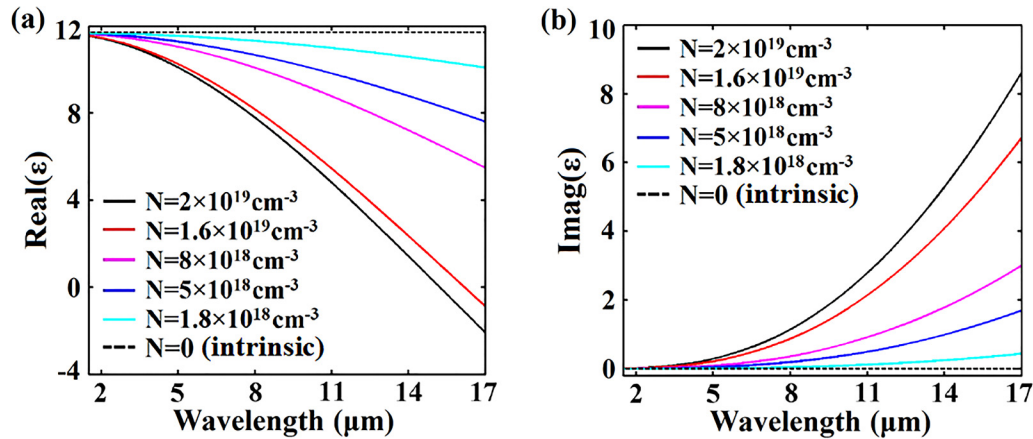 (a)
12
8
4
0
-4
Real(ε)
N=2×10¹⁹cm⁻³
N=1.6×10¹⁹cm⁻³
N=8×10¹⁸cm⁻³
N=5×10¹⁸cm⁻³
N=1.8×10¹⁸cm⁻³
N=0 (intrinsic)
2 5 8 11 14 17
Wavelength (μm)
(b)
10
8
6
4
2
0
Imag(ε)
N=2×10¹⁹cm⁻³
N=1.6×10¹⁹cm⁻³
N=8×10¹⁸cm⁻³
N=5×10¹⁸cm⁻³
N=1.8×10¹⁸cm⁻³
N=0 (intrinsic)
2 5 8 11 14 17
Wavelength (μm)